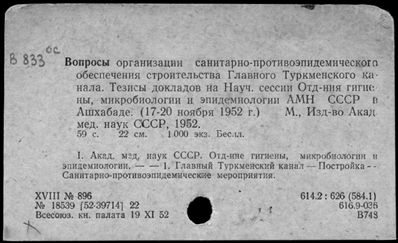 В 833 ос
Вопросы организации санитарно-противоэпидемического
обеспечения строительства Главного Туркменского ка-
нала. Тезисы докладов на Науч. сессии Отд-ния гигие-
ны, микробиологии и эпидемиологии АМН СССР в
Ашхабаде. (17-20 ноября 1952 г.) М., Изд-во Акад
мед. наук СССР, 1952.
59 с. 22 см. 1 000 экз. Беспл.
I. Акад. мед. наук СССР. Отд-ние гигиены, микробиологии и
эпидемиологии. — — 1. Главный Туркменский канал — Постройка - -
Санитарно-противоэпидемические мероприятия.
XVIII № 896 614.2 : 626 (584.1)
№ 18539 [52-39714] 22 616.9-036
Всесоюз. кн. палата 19 XI 52 В748